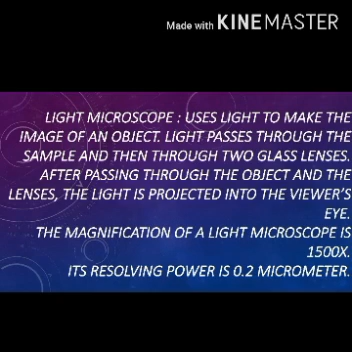 Made with KINEMASTER
LIGHT MICROSCOPE : USES LIGHT TO MAKE THE
IMAGE OF AN OBJECT. LIGHT PASSES THROUGH THE
SAMPLE AND THEN THROUGH TWO GLASS LENSES.
AFTER PASSING THROUGH THE OBJECT AND THE
LENSES, THE LIGHT IS PROJECTED INTO THE VIEWER'S
EYE.
THE MAGNIFICATION OF A LIGHT MICROSCOPE IS
1500X.
ITS RESOLVING POWER IS 0.2 MICROMETER.